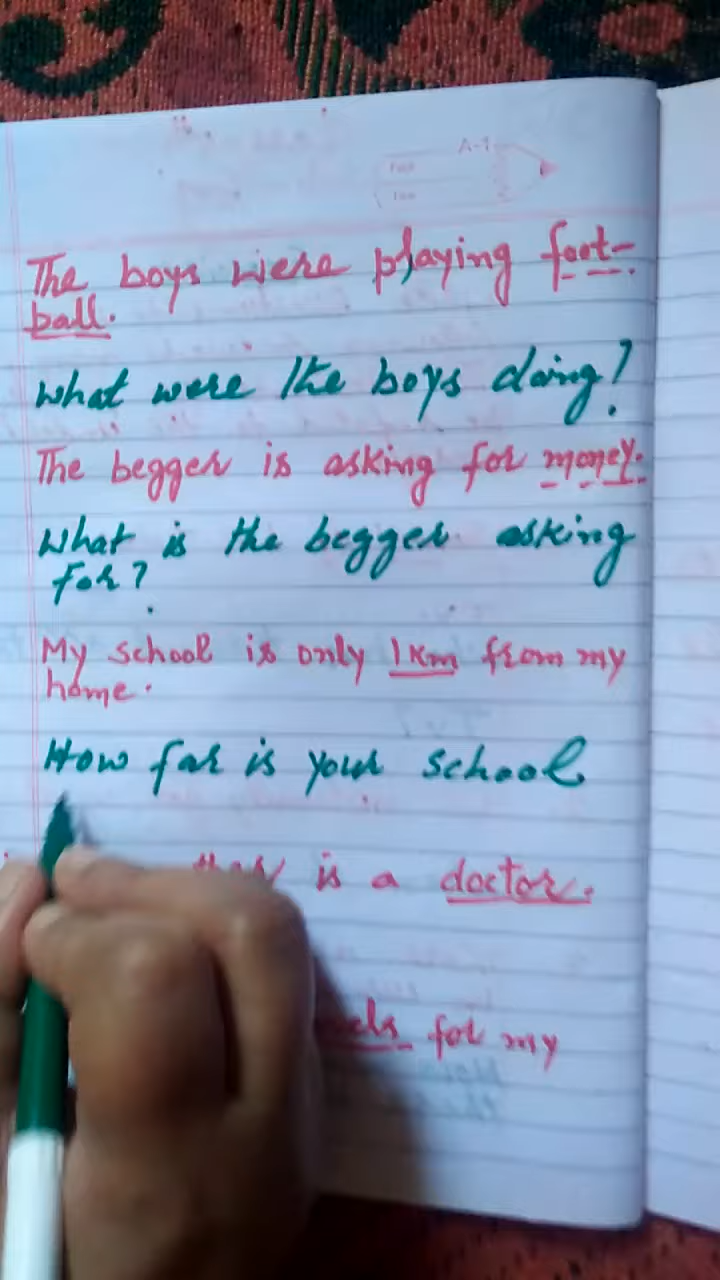 The boys were playing foot-
ball.
What were the boys doing?
The begger is asking for money.
What is the begger asking
for?
My school is only 1 Km from my
home.
How far is your school
is a doctor.
for my